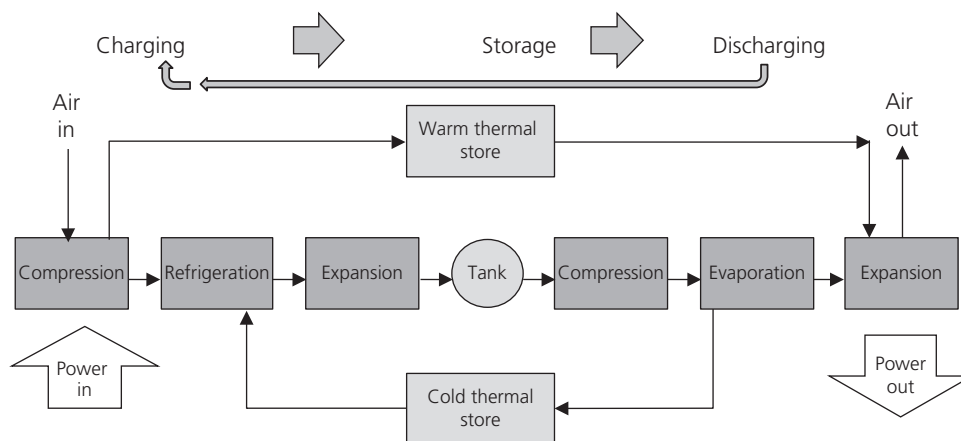 Charging
Storage
Discharging
Air
in
Air
out
Warm thermal
store
Compression
Refrigeration
Expansion
Tank
Compression
Evaporation
Expansion
Power
in
Cold thermal
store
Power
out